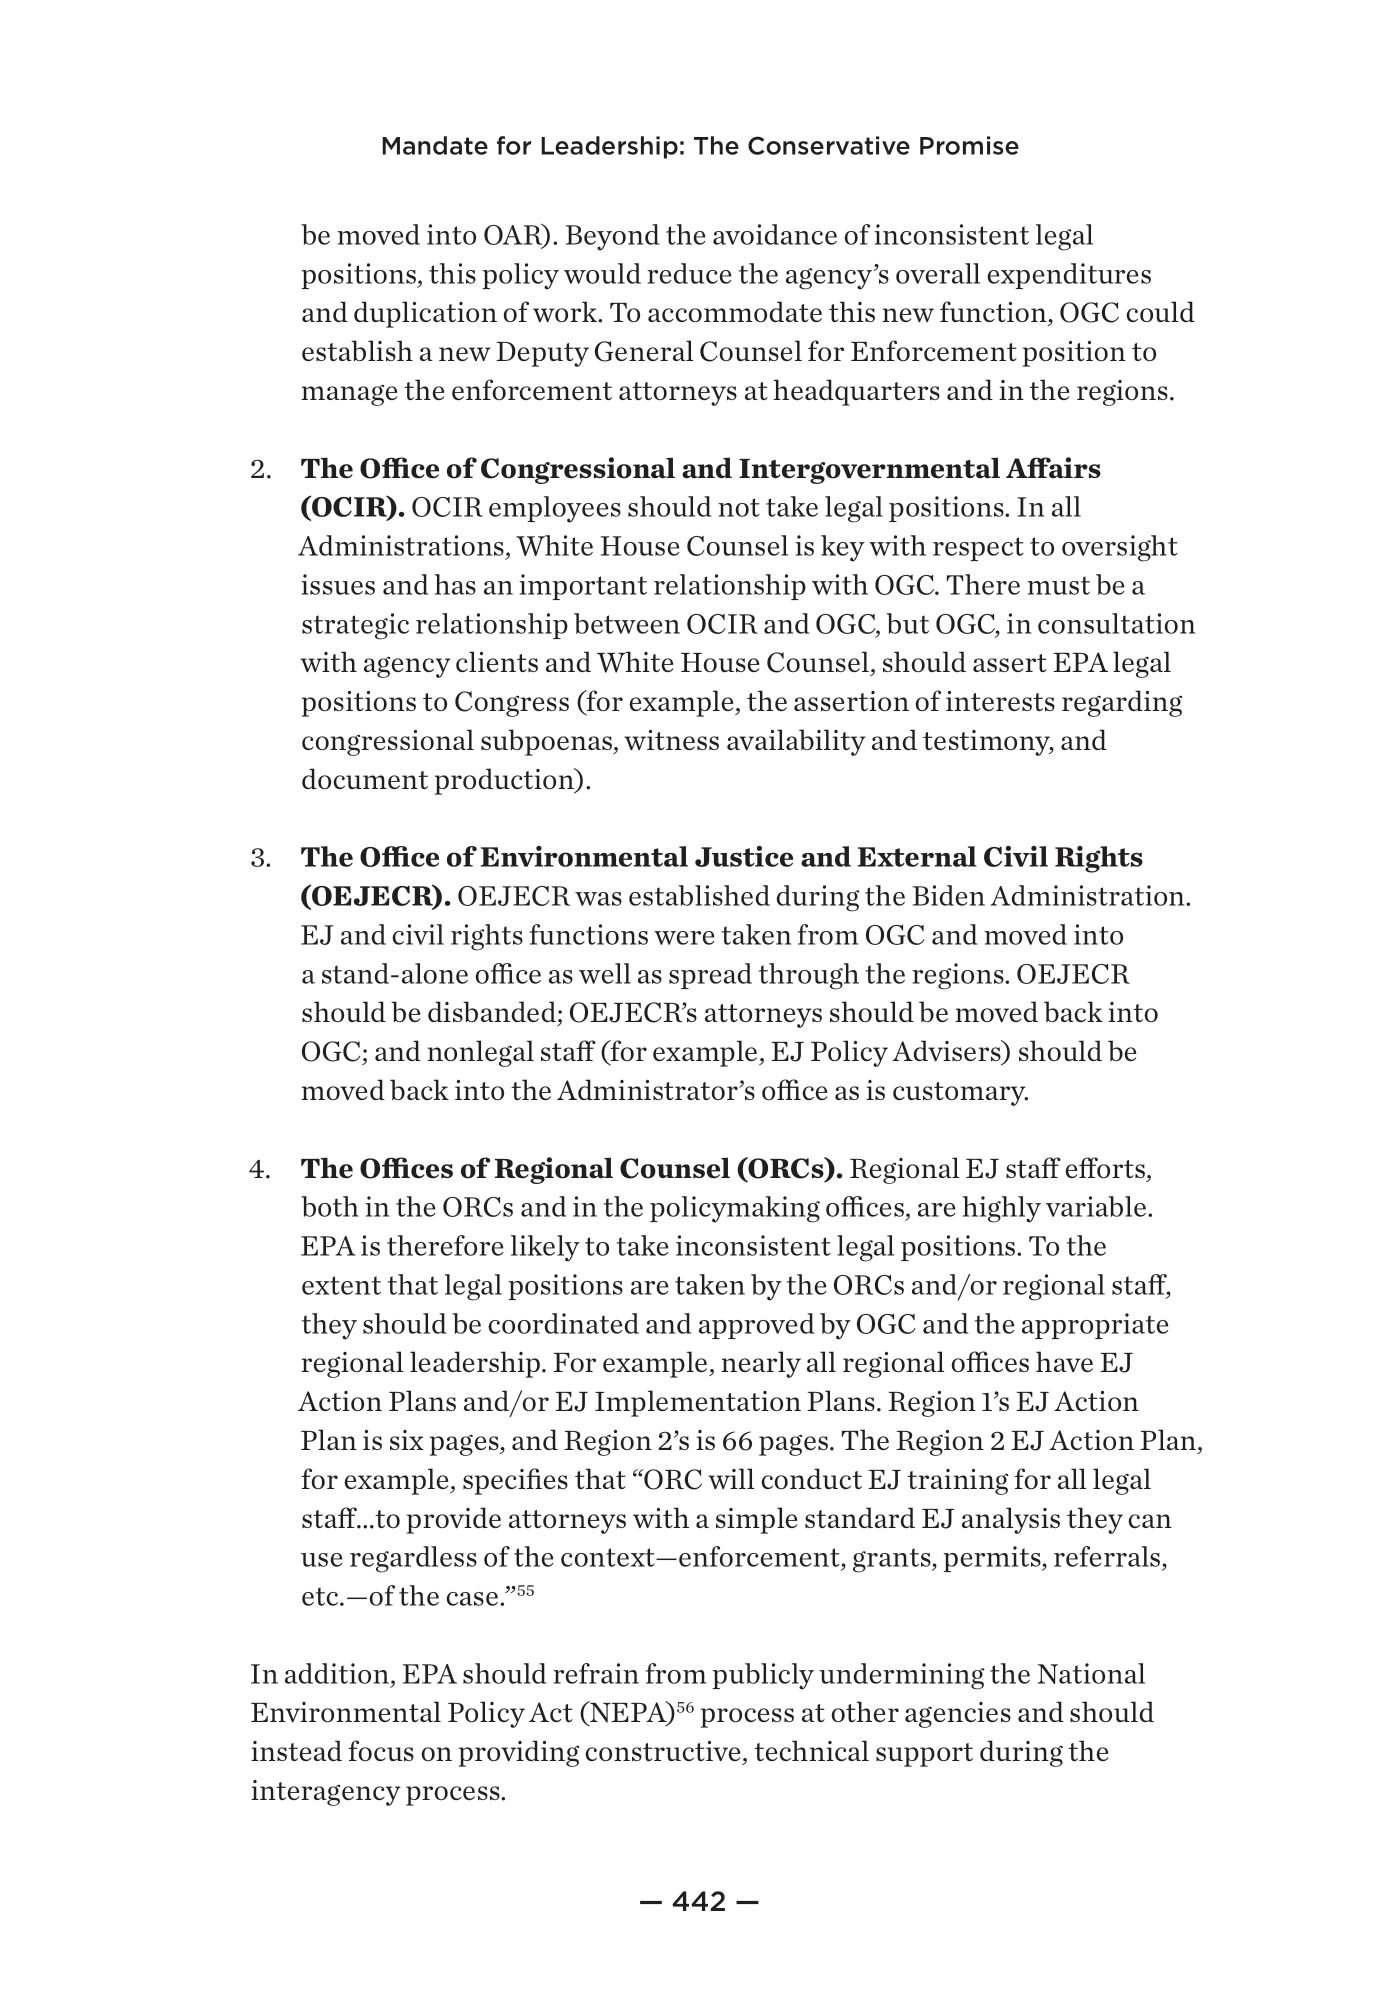 Mandate for Leadership: The Conservative Promise
be moved into OAR). Beyond the avoidance of inconsistent legal
positions, this policy would reduce the agency’s overall expenditures
and duplication of work. To accommodate this new function, OGC could
establish a new Deputy General Counsel for Enforcement position to
manage the enforcement attorneys at headquarters and in the regions.
2. The Office of Congressional and Intergovernmental Affairs
(OCIR). OCIR employees should not take legal positions. In all
Administrations, White House Counsel is key with respect to oversight
issues and has an important relationship with OGC. There must be a
strategic relationship between OCIR and OGC, but OGC, in consultation
with agency clients and White House Counsel, should assert EPA legal
positions to Congress (for example, the assertion of interests regarding
congressional subpoenas, witness availability and testimony, and
document production).
3. The Office of Environmental Justice and External Civil Rights
(OEJECR). OEJECR was established during the Biden Administration.
EJ and civil rights functions were taken from OGC and moved into
a stand-alone office as well as spread through the regions. OEJECR
should be disbanded; OEJECR’s attorneys should be moved back into
OGC; and nonlegal staff (for example, EJ Policy Advisers) should be
moved back into the Administrator’s office as is customary.
4. The Offices of Regional Counsel (ORCs). Regional EJ staff efforts,
both in the ORCs and in the policymaking offices, are highly variable.
EPA is therefore likely to take inconsistent legal positions. To the
extent that legal positions are taken by the ORCs and/or regional staff,
they should be coordinated and approved by OGC and the appropriate
regional leadership. For example, nearly all regional offices have EJ
Action Plans and/or EJ Implementation Plans. Region 1’s EJ Action
Plan is six pages, and Region 2’s is 66 pages. The Region 2 EJ Action Plan,
for example, specifies that “ORC will conduct EJ training for all legal
staff…to provide attorneys with a simple standard EJ analysis they can
use regardless of the context—enforcement, grants, permits, referrals,
etc.—of the case.”55
In addition, EPA should refrain from publicly undermining the National
Environmental Policy Act (NEPA)56 process at other agencies and should
instead focus on providing constructive, technical support during the
interagency process.
— 442 —